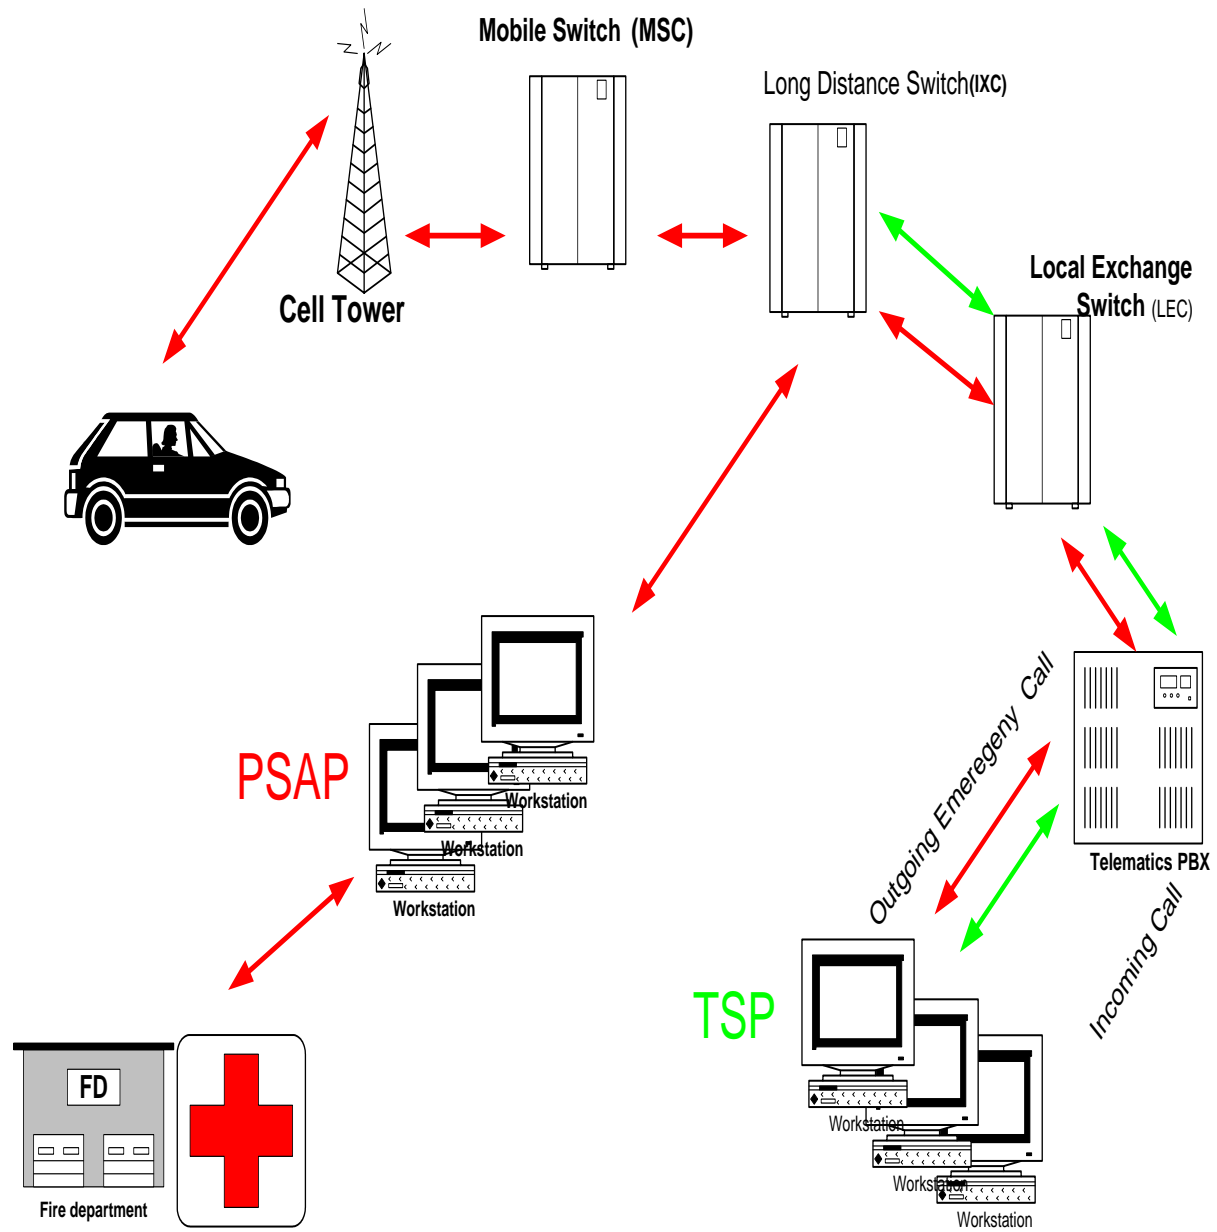 Mobile Switch (MSC)
Long Distance Switch(IXC)
Cell Tower
Local Exchange
Switch (LEC)
PSAP
Workstation
Workstation
Workstation
Outgoing Emeregeny Call
Telematics PBX
Incoming Call
TSP
Workstation
Workstation
Workstation
FD
Fire department